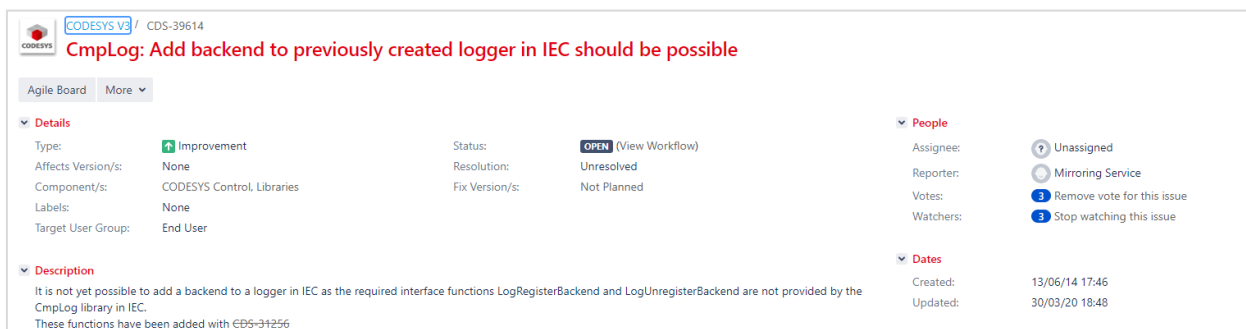 CODESYS
CODESYS V3 / CDS-39614
CmpLog: Add backend to previously created logger in IEC should be possible
Agile Board More
Details
Type: Improvement Status: OPEN (View Workflow)
Affects Version/s: None Resolution: Unresolved
Component/s: CODESYS Control, Libraries Fix Version/s: Not Planned
Labels: None
Target User Group: End User
Description
It is not yet possible to add a backend to a logger in IEC as the required interface functions LogRegisterBackend and LogUnregisterBackend are not provided by the
CmpLog library in IEC.
These functions have been added with CDS-31256
People
Assignee: ? Unassigned
Reporter: Mirroring Service
Votes: 3 Remove vote for this issue
Watchers: 3 Stop watching this issue
Dates
Created: 13/06/14 17:46
Updated: 30/03/20 18:48